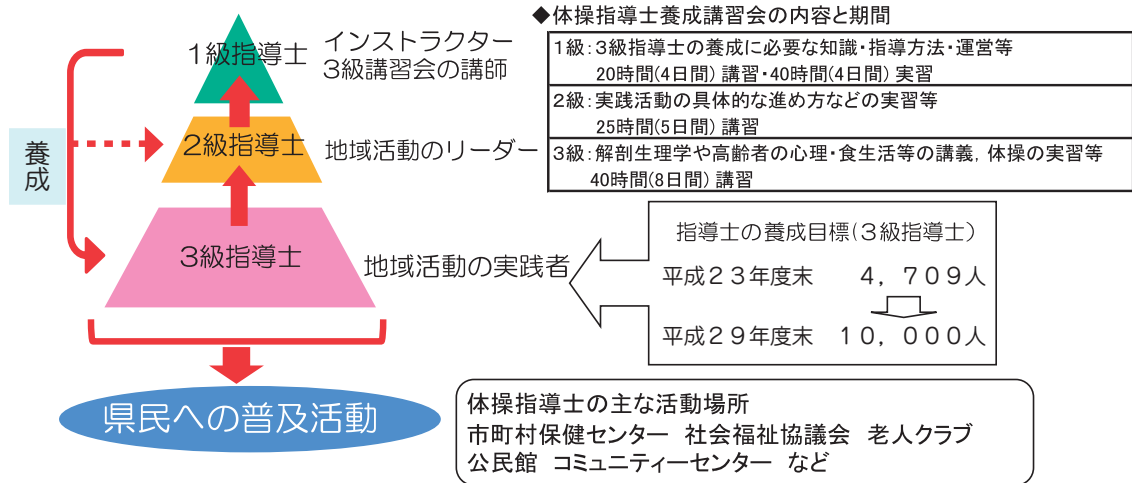 1級指導士
インストラクター
3級講習会の講師
養成
2級指導士
地域活動のリーダー
3級指導士
地域活動の実践者
県民への普及活動
◆体操指導士養成講習会の内容と期間
1級:3級指導士の養成に必要な知識・指導方法・運営等
20時間(4日間)講習・40時間(4日間)実習
2級:実践活動の具体的な進め方などの実習等
25時間(5日間)講習
3級:解剖生理学や高齢者の心理・食生活等の講義,体操の実習等
40時間(8日間)講習
指導士の養成目標(3級指導士)
平成23年度末 4,709人
平成29年度末 10,000人
体操指導士の主な活動場所
市町村保健センター 社会福祉協議会 老人クラブ
公民館 コミュニティーセンター など